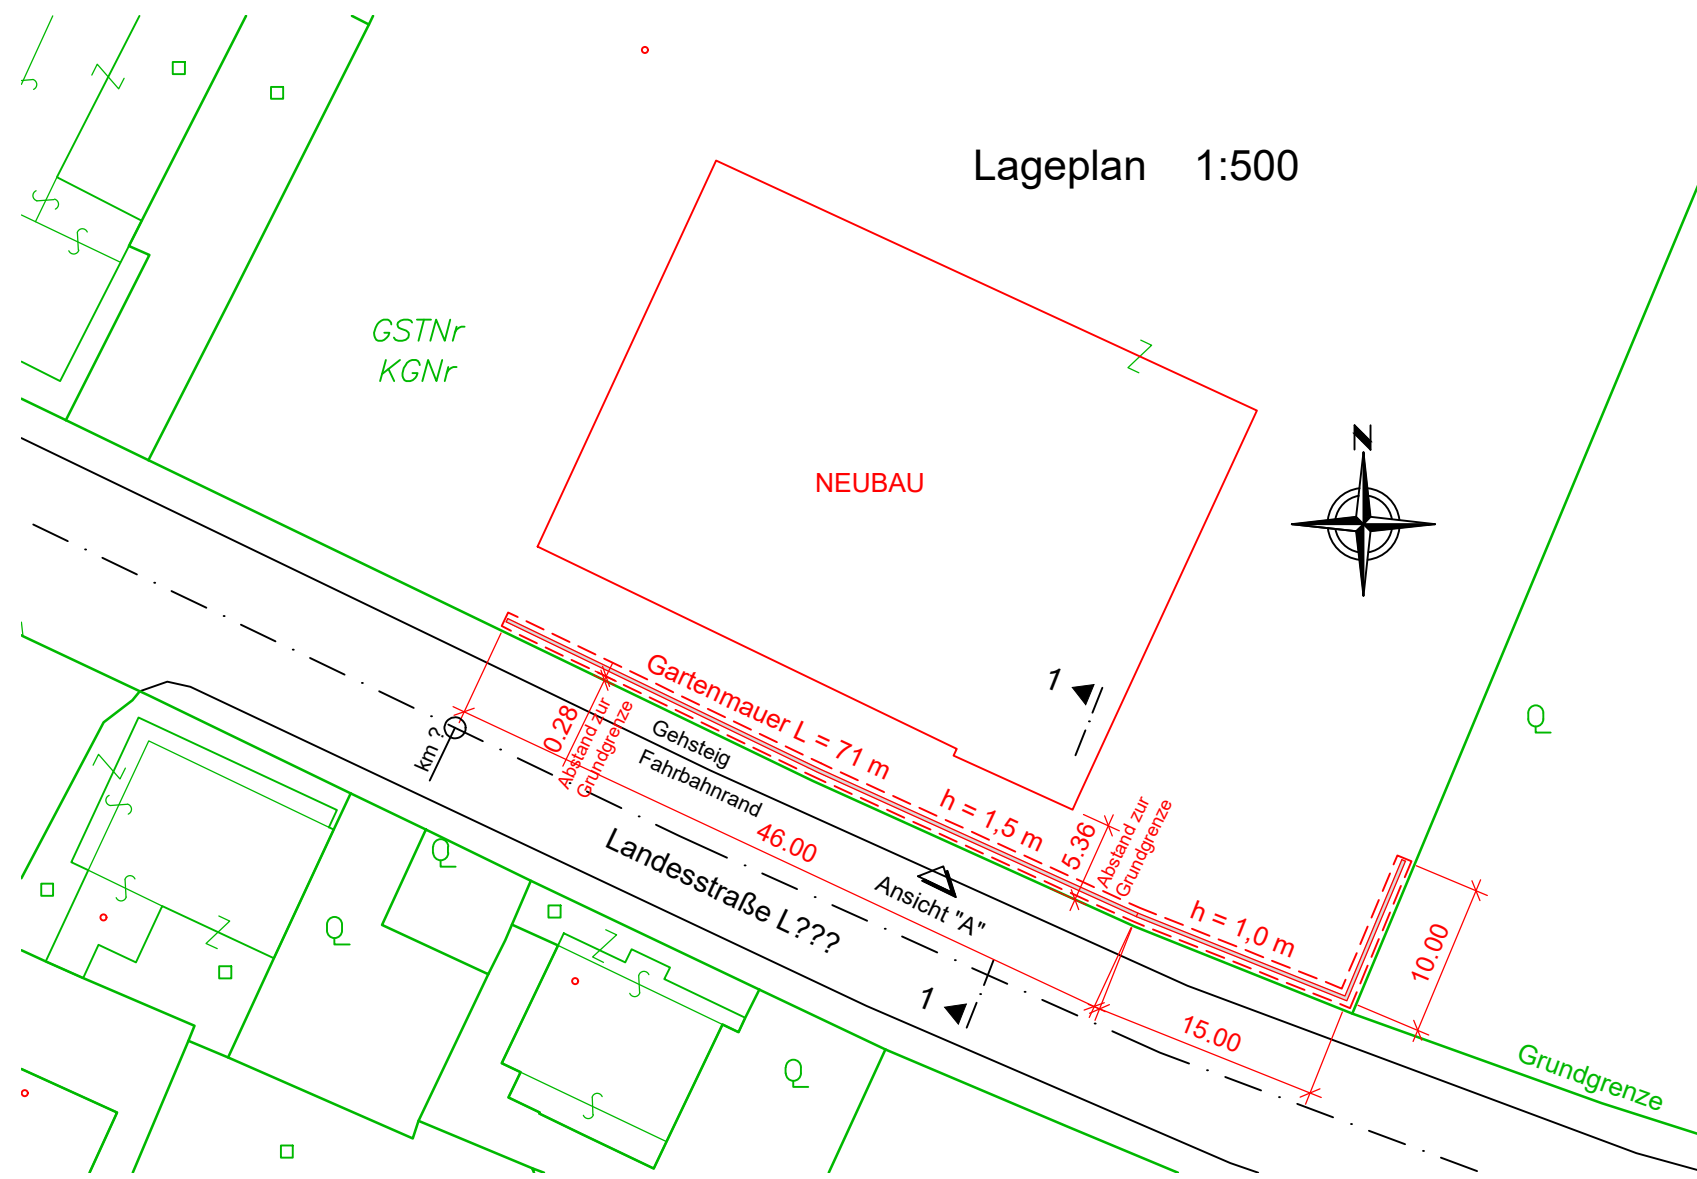 Lageplan 1:500
GSTNr
KGNr
N
NEUBAU
Gartenmauer L = 71 m
h = 1,5 m
h = 1,0 m
1
0.28
Abstand zur
Grundgrenze
Gehsteig
Fahrbahnrand
km ?
46.00
5.36
Abstand zur
Grundgrenze
Landesstraße L???
Ansicht "A"
1
15.00
10.00
Grundgrenze